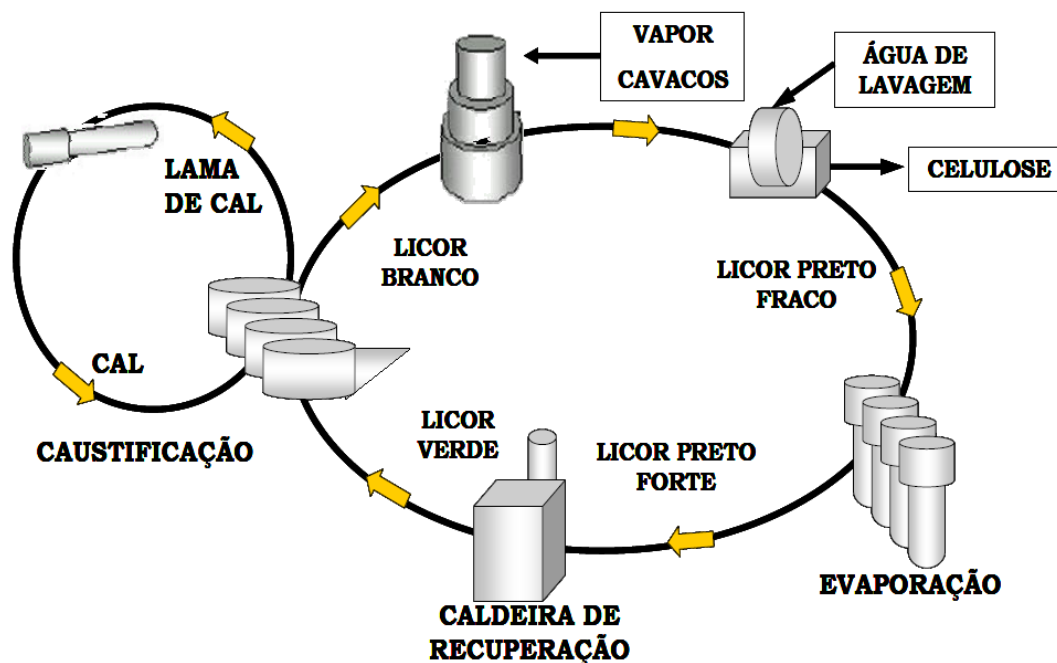 VAPOR
CAVACOS
ÁGUA DE
LAVAGEM
CELULOSE
LAMA
DE CAL
LICOR
BRANCO
LICOR PRETO
FRACO
CAL
CAUSTIFICAÇÃO
LICOR
VERDE
LICOR PRETO
FORTE
EVAPORAÇÃO
CALDEIRA DE
RECUPERAÇÃO